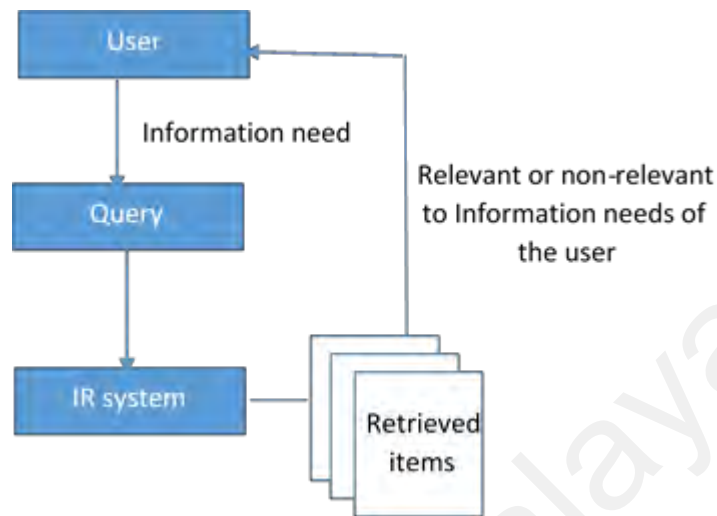 User
Information need
Relevant or non-relevant
to Information needs of
the user
Query
IR system
Retrieved
items